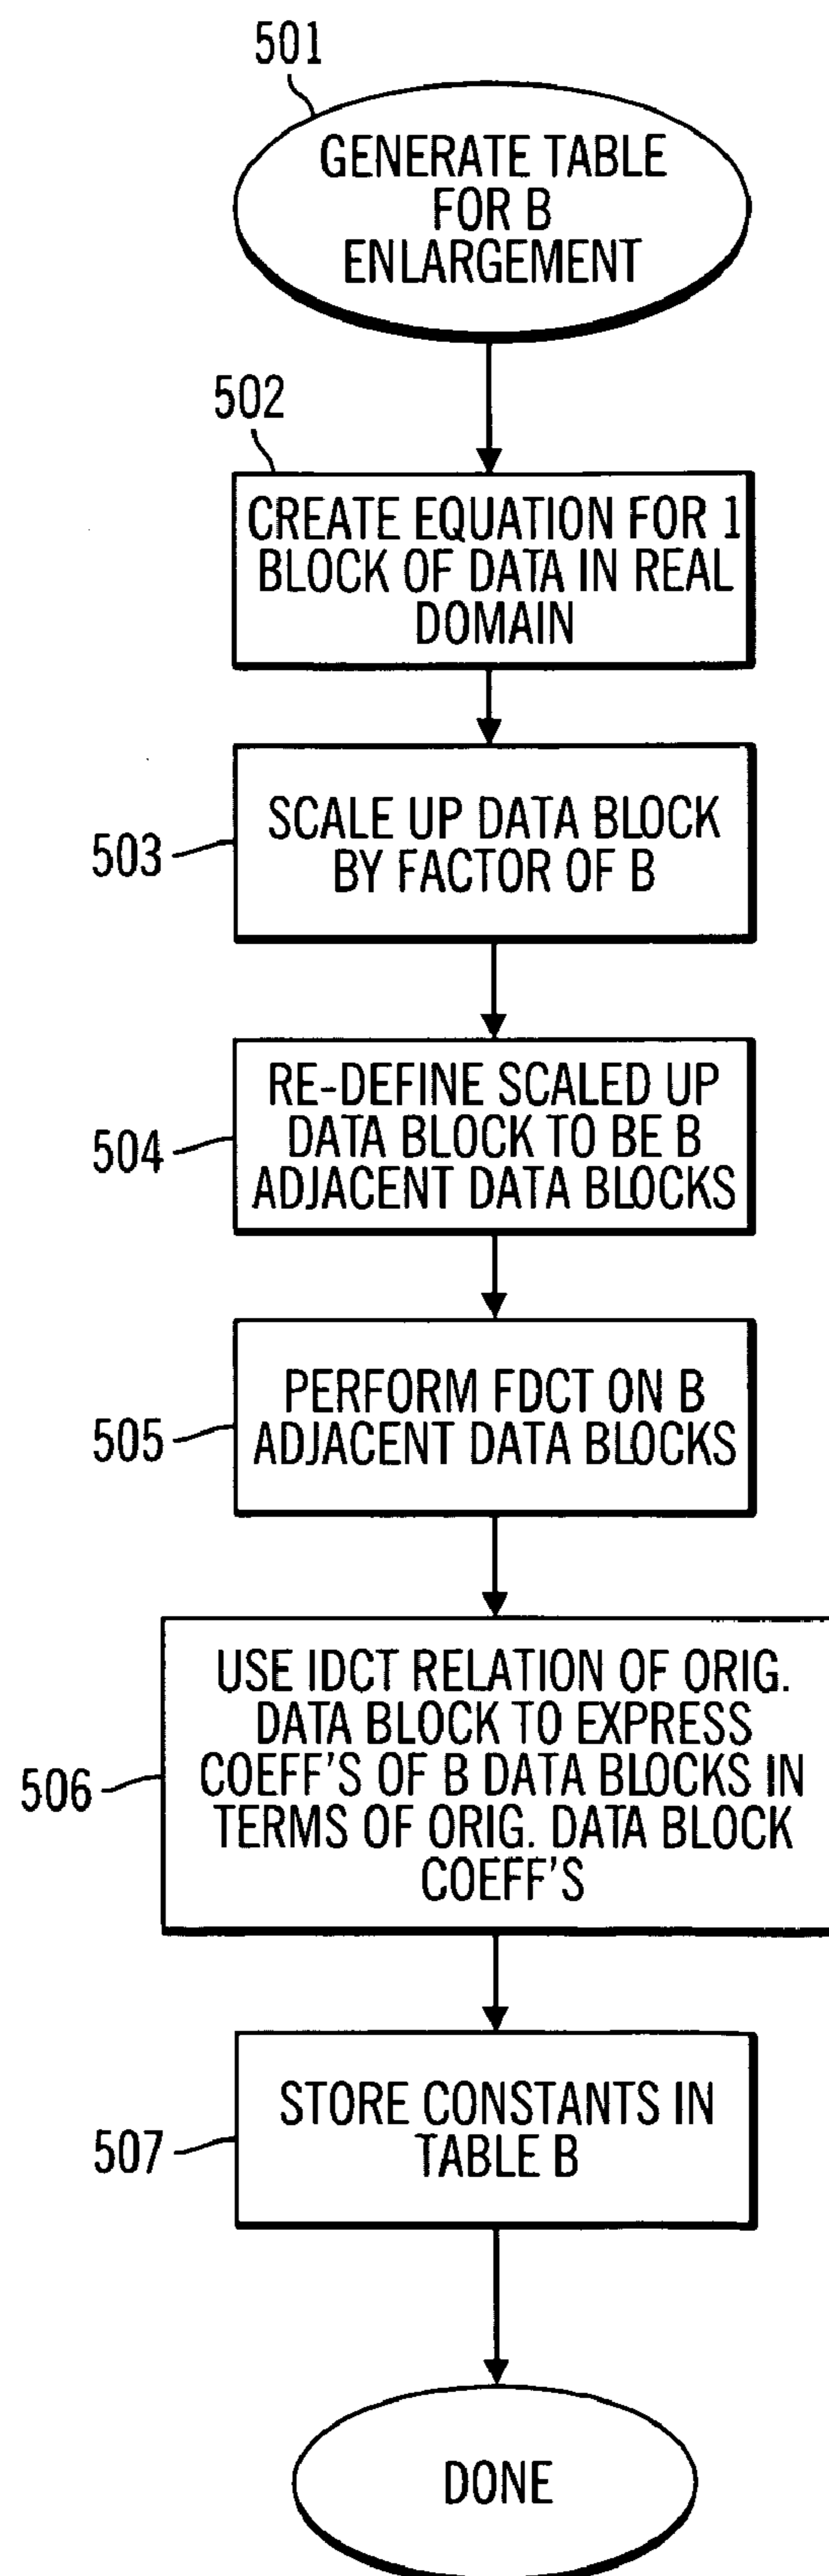 501
GENERATE TABLE
FOR B
ENLARGEMENT
502
CREATE EQUATION FOR 1
BLOCK OF DATA IN REAL
DOMAIN
503
SCALE UP DATA BLOCK
BY FACTOR OF B
504
RE-DEFINE SCALED UP
DATA BLOCK TO BE B
ADJACENT DATA BLOCKS
505
PERFORM FDCT ON B
ADJACENT DATA BLOCKS
506
USE IDCT RELATION OF ORIG.
DATA BLOCK TO EXPRESS
COEFF'S OF B DATA BLOCKS IN
TERMS OF ORIG. DATA BLOCK
COEFF'S
507
STORE CONSTANTS IN
TABLE B
DONE